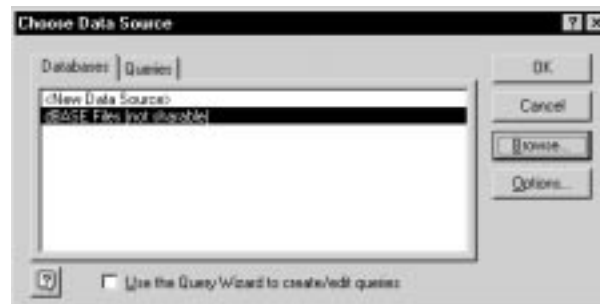 Choose Data Source
Databases Queries
<New Data Source>
dBASE Files (not sharable)
OK
Cancel
Browse...
Options...
Use the Query Wizard to create/edit queries